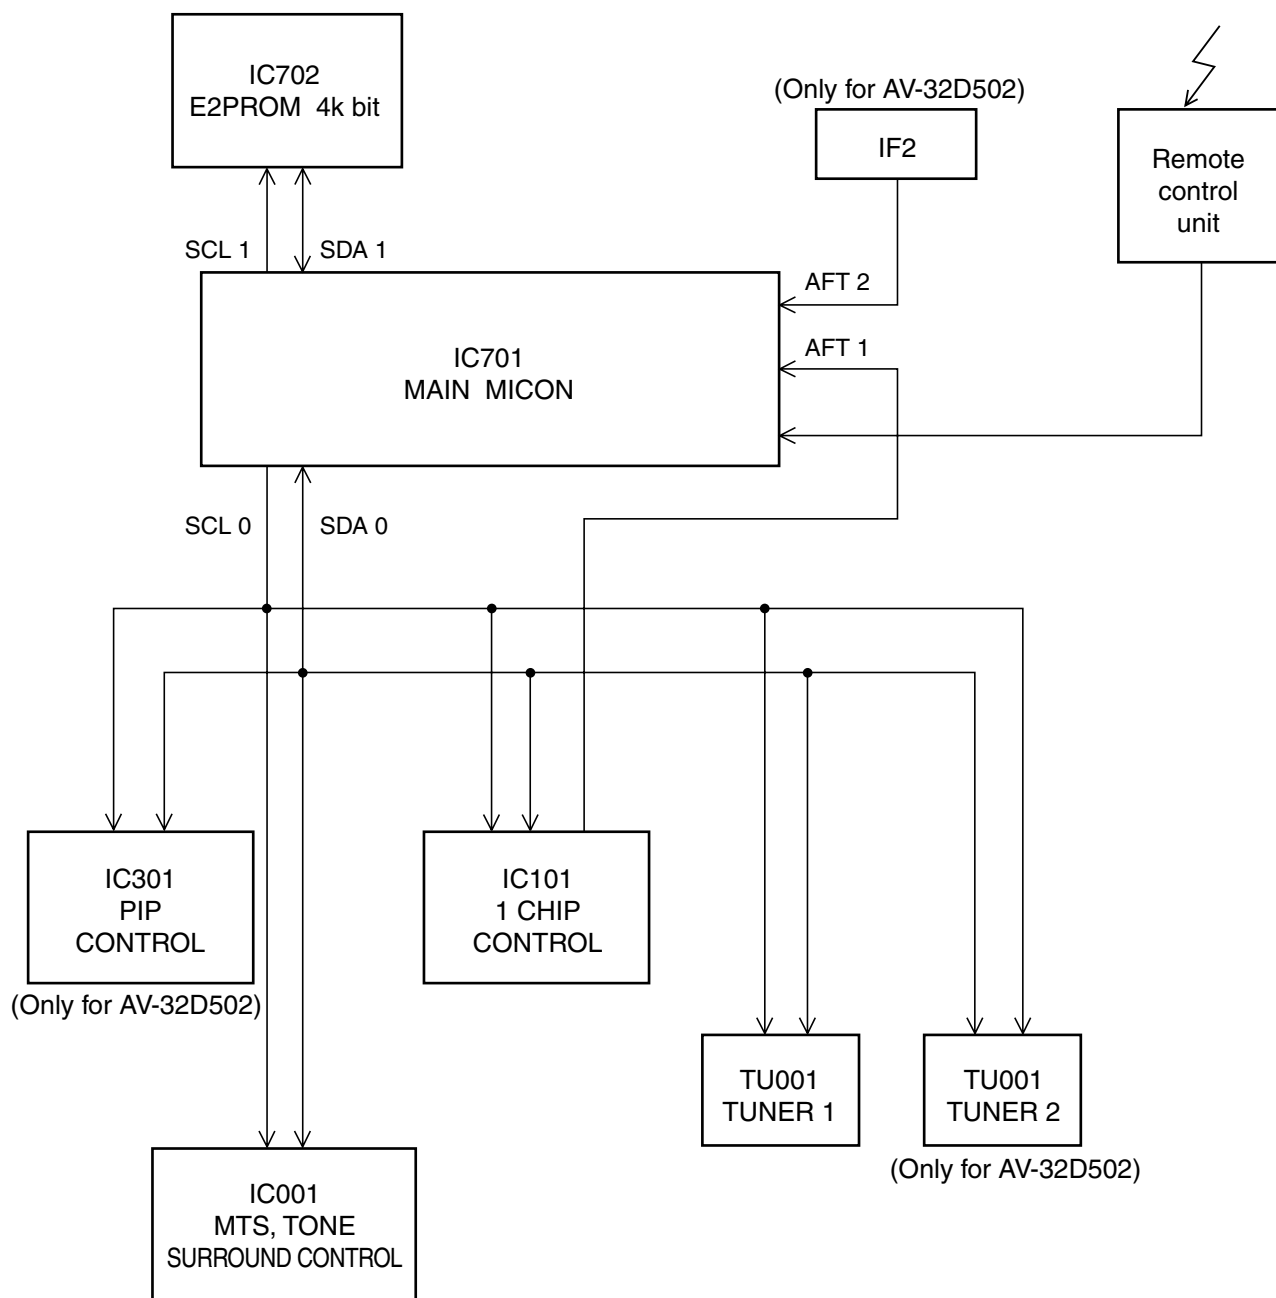 IC702
E2PROM 4k bit
(Only for AV-32D502)
IF2
Remote
control
unit
SCL 1
SDA 1
AFT 2
AFT 1
IC701
MAIN MICON
SCL 0
SDA 0
IC301
PIP
CONTROL
(Only for AV-32D502)
IC101
1 CHIP
CONTROL
TU001
TUNER 1
TU001
TUNER 2
(Only for AV-32D502)
IC001
MTS, TONE
SURROUND CONTROL